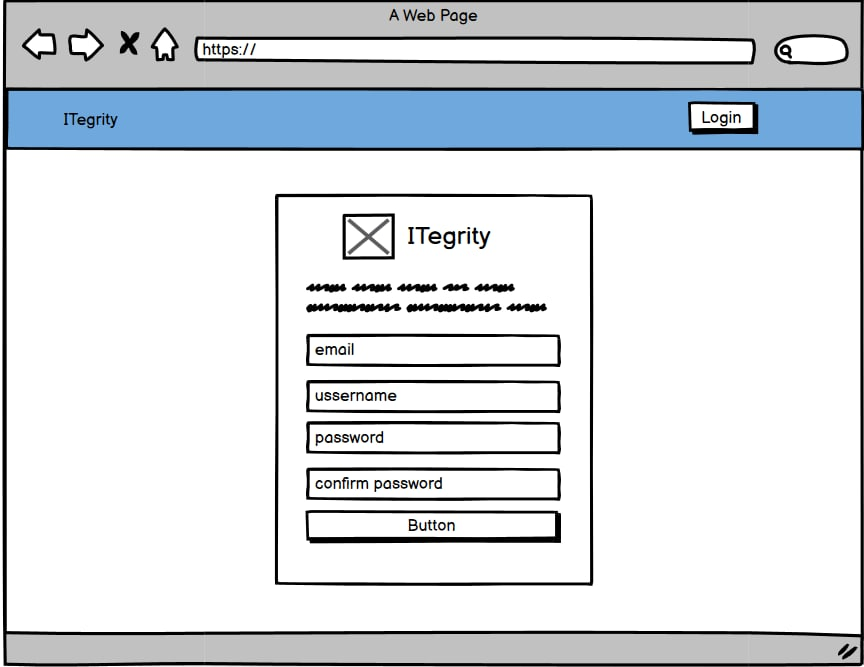 A Web Page
https://
ITegrity
Login
ITegrity
email
ussername
password
confirm password
Button